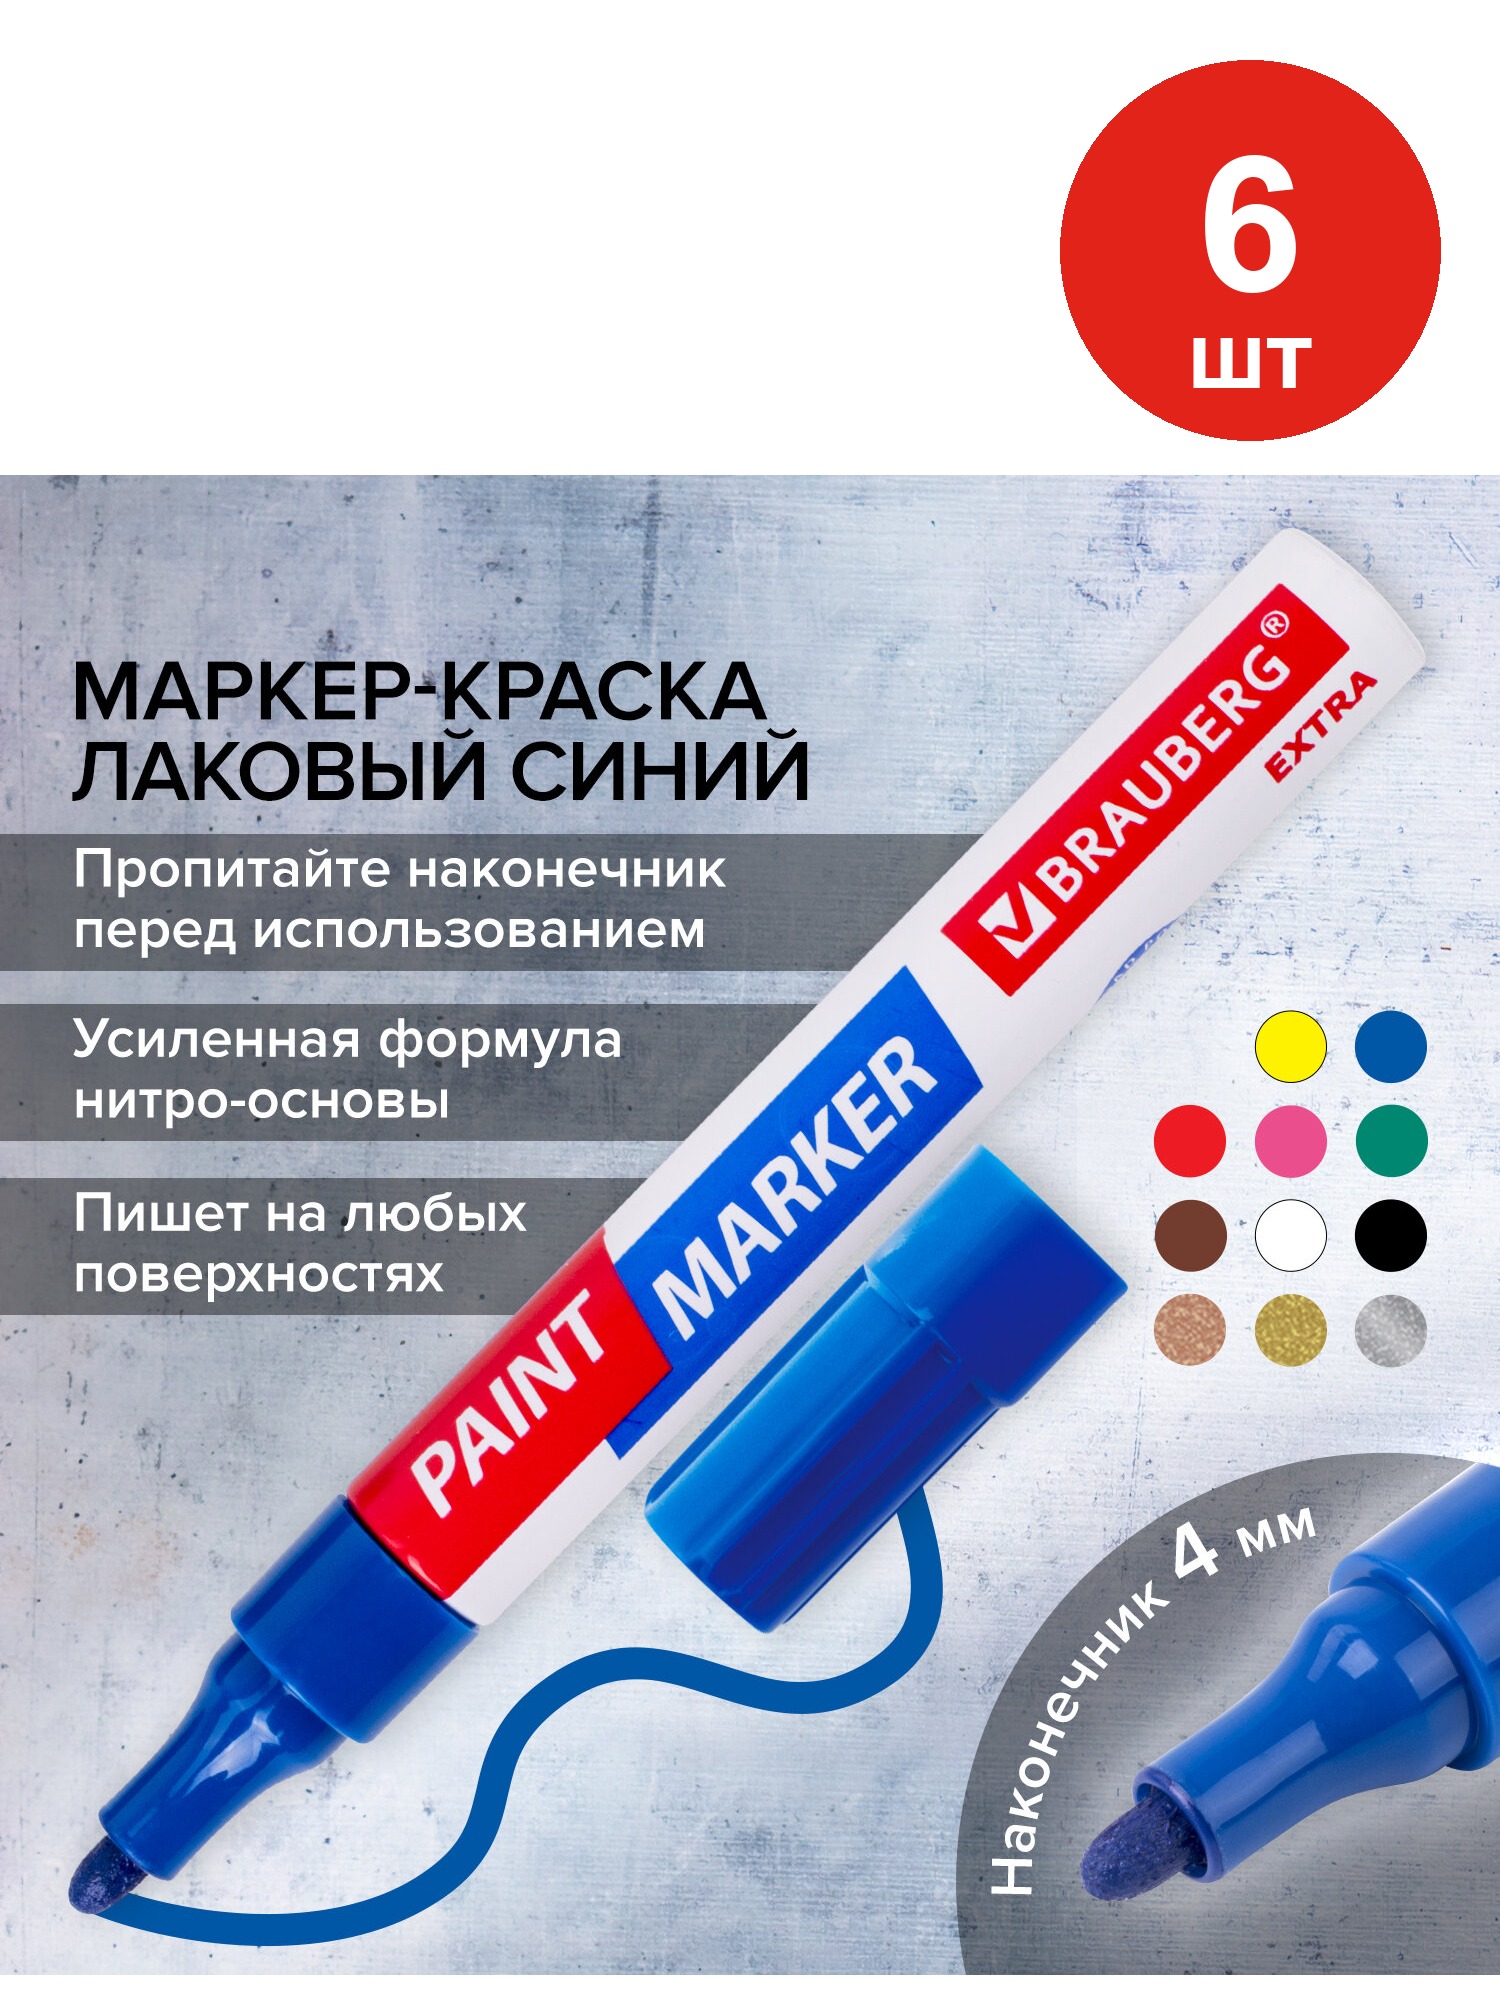 6
шт
МАРКЕР-КРАСКА
ЛАКОВЫЙ СИНИЙ
Пропитайте наконечник
перед использованием
Усиленная формула
нитро-основы
Пишет на любых
поверхностях
BRAUBERG®
EXTRA
PAINT MARKER
Наконечник 4 мм